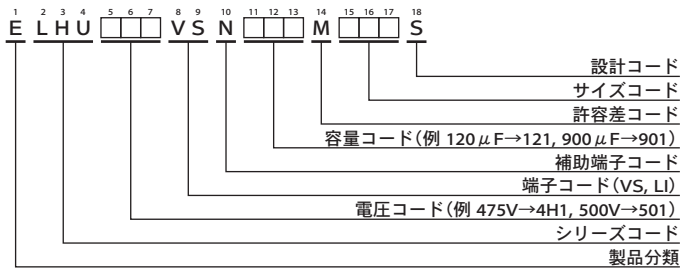 1 2 3 4 5 6 7 8 9 10 11 12 13 14 15 16 17 18
E L H U □□□ V S N □□□ M □□□ S
設計コード
サイズコード
許容差コード
容量コード(例 120μF→121, 900μF→901)
補助端子コード
端子コード(VS, LI)
電圧コード(例 475V→4H1, 500V→501)
シリーズコード
製品分類